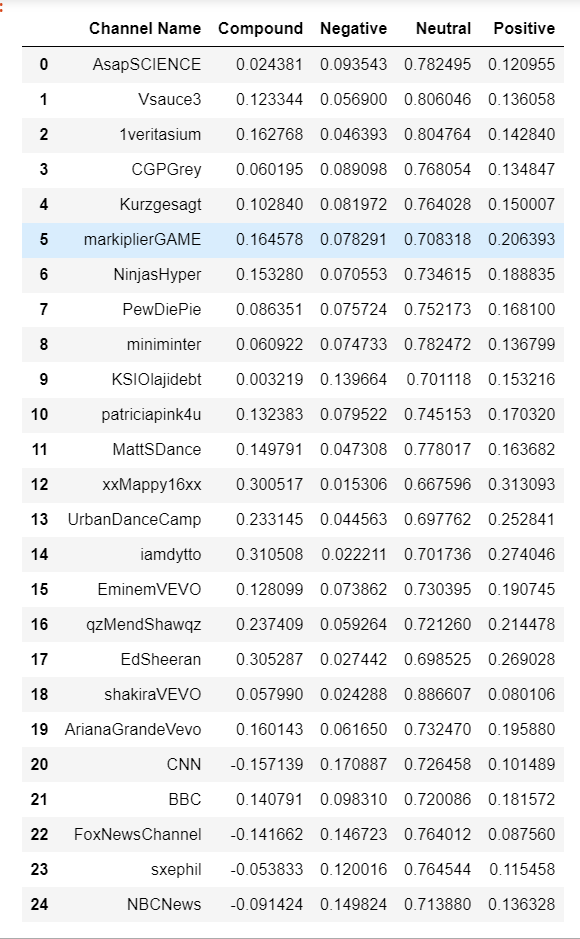 Channel Name Compound Negative Neutral Positive
0 AsapSCIENCE 0.024381 0.093543 0.782495 0.120955
1 Vsauce3 0.123344 0.056900 0.806046 0.136058
2 1veritasium 0.162768 0.046393 0.804764 0.142840
3 CGPGrey 0.060195 0.089098 0.768054 0.134847
4 Kurzgesagt 0.102840 0.081972 0.764028 0.150007
5 markiplierGAME 0.164578 0.078291 0.708318 0.206393
6 NinjasHyper 0.153280 0.070553 0.734615 0.188835
7 PewDiePie 0.086351 0.075724 0.752173 0.168100
8 miniminter 0.060922 0.074733 0.782472 0.136799
9 KSIOlajidebt 0.003219 0.139664 0.701118 0.153216
10 patriciapink4u 0.132383 0.079522 0.745153 0.170320
11 MattSDance 0.149791 0.047308 0.778017 0.163682
12 xxMappy16xx 0.300517 0.015306 0.667596 0.313093
13 UrbanDanceCamp 0.233145 0.044563 0.697762 0.252841
14 iamdytto 0.310508 0.022211 0.701736 0.274046
15 EminemVEVO 0.128099 0.073862 0.730395 0.190745
16 qzMendShawqz 0.237409 0.059264 0.721260 0.214478
17 EdSheeran 0.305287 0.027442 0.698525 0.269028
18 shakiraVEVO 0.057990 0.024288 0.886607 0.080106
19 ArianaGrandeVevo 0.160143 0.061650 0.732470 0.195880
20 CNN -0.157139 0.170887 0.726458 0.101489
21 BBC 0.140791 0.098310 0.720086 0.181572
22 FoxNewsChannel -0.141662 0.146723 0.764012 0.087560
23 sxephil -0.053833 0.120016 0.764544 0.115458
24 NBCNews -0.091424 0.149824 0.713880 0.136328